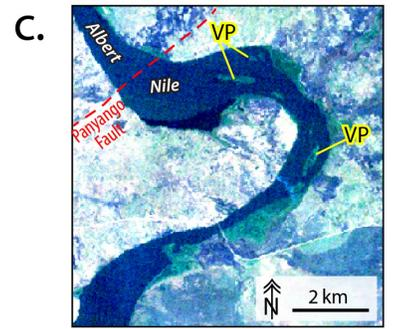 C.
Albert
Nile
VP
VP
Panyango
Fault
N
2 km